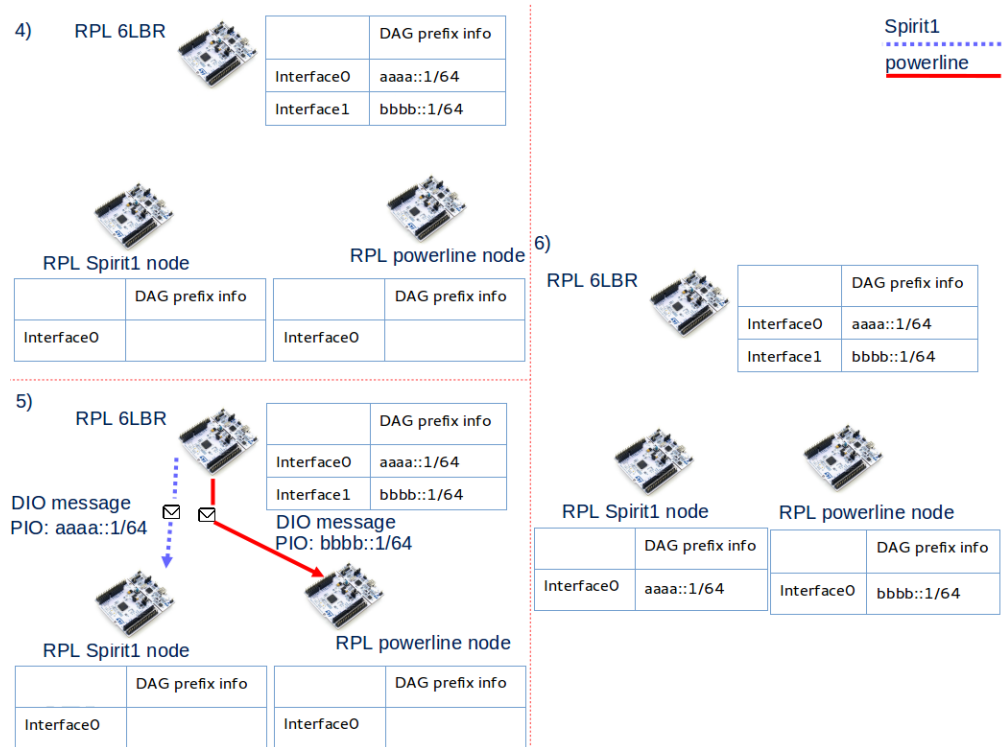 4)
RPL 6LBR
DAG prefix info
Interface0 aaaa::1/64
Interface1 bbbb::1/64
RPL Spirit1 node
DAG prefix info
Interface0
RPL powerline node
DAG prefix info
Interface0
5)
RPL 6LBR
DAG prefix info
Interface0 aaaa::1/64
Interface1 bbbb::1/64
DIO message
PIO: aaaa::1/64
DIO message
PIO: bbbb::1/64
RPL Spirit1 node
DAG prefix info
Interface0
RPL powerline node
DAG prefix info
Interface0
Spirit1
powerline
6)
RPL 6LBR
DAG prefix info
Interface0 aaaa::1/64
Interface1 bbbb::1/64
RPL Spirit1 node
DAG prefix info
Interface0 aaaa::1/64
RPL powerline node
DAG prefix info
Interface0 bbbb::1/64